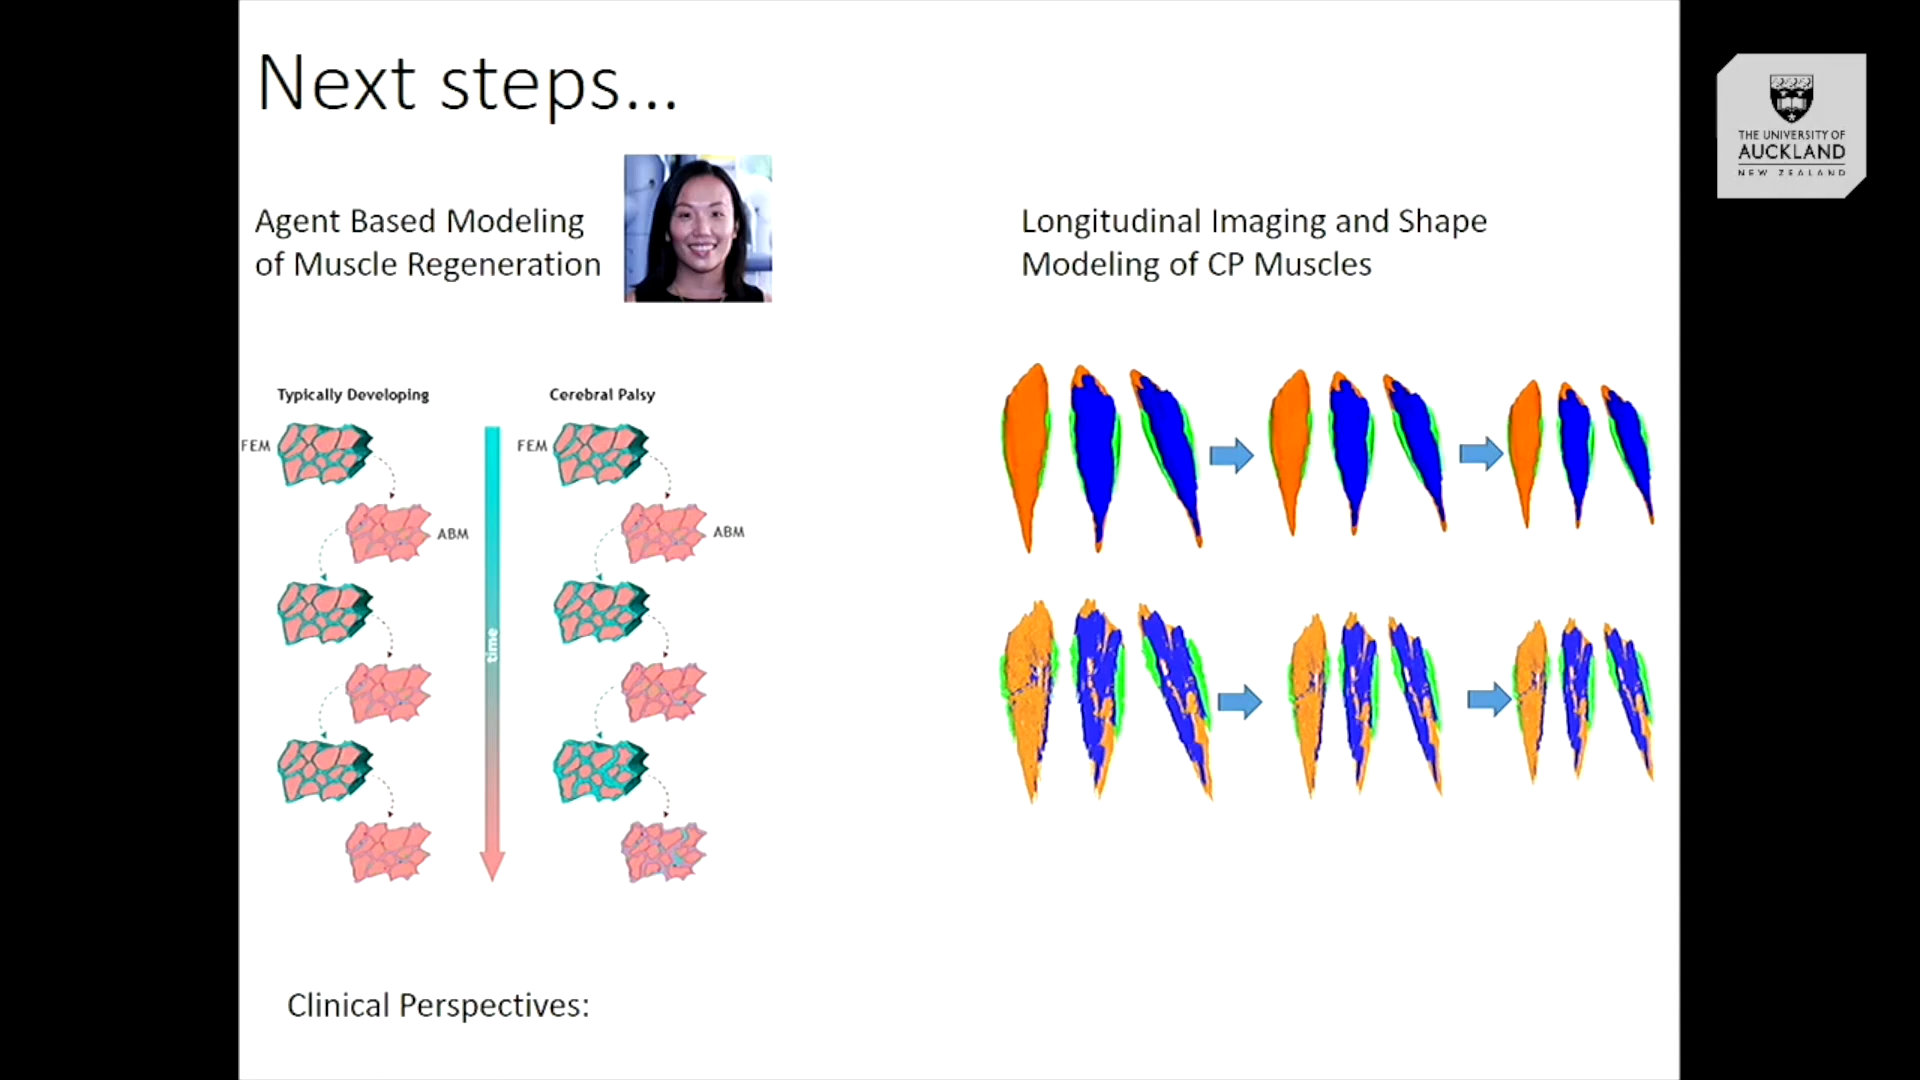 Next steps...
Agent Based Modeling
of Muscle Regeneration
Longitudinal Imaging and Shape
Modeling of CP Muscles
Typically Developing
Cerebral Palsy
FEM
FEM
ABM
ABM
time
Clinical Perspectives:
THE UNIVERSITY OF
AUCKLAND
NEW ZEALAND